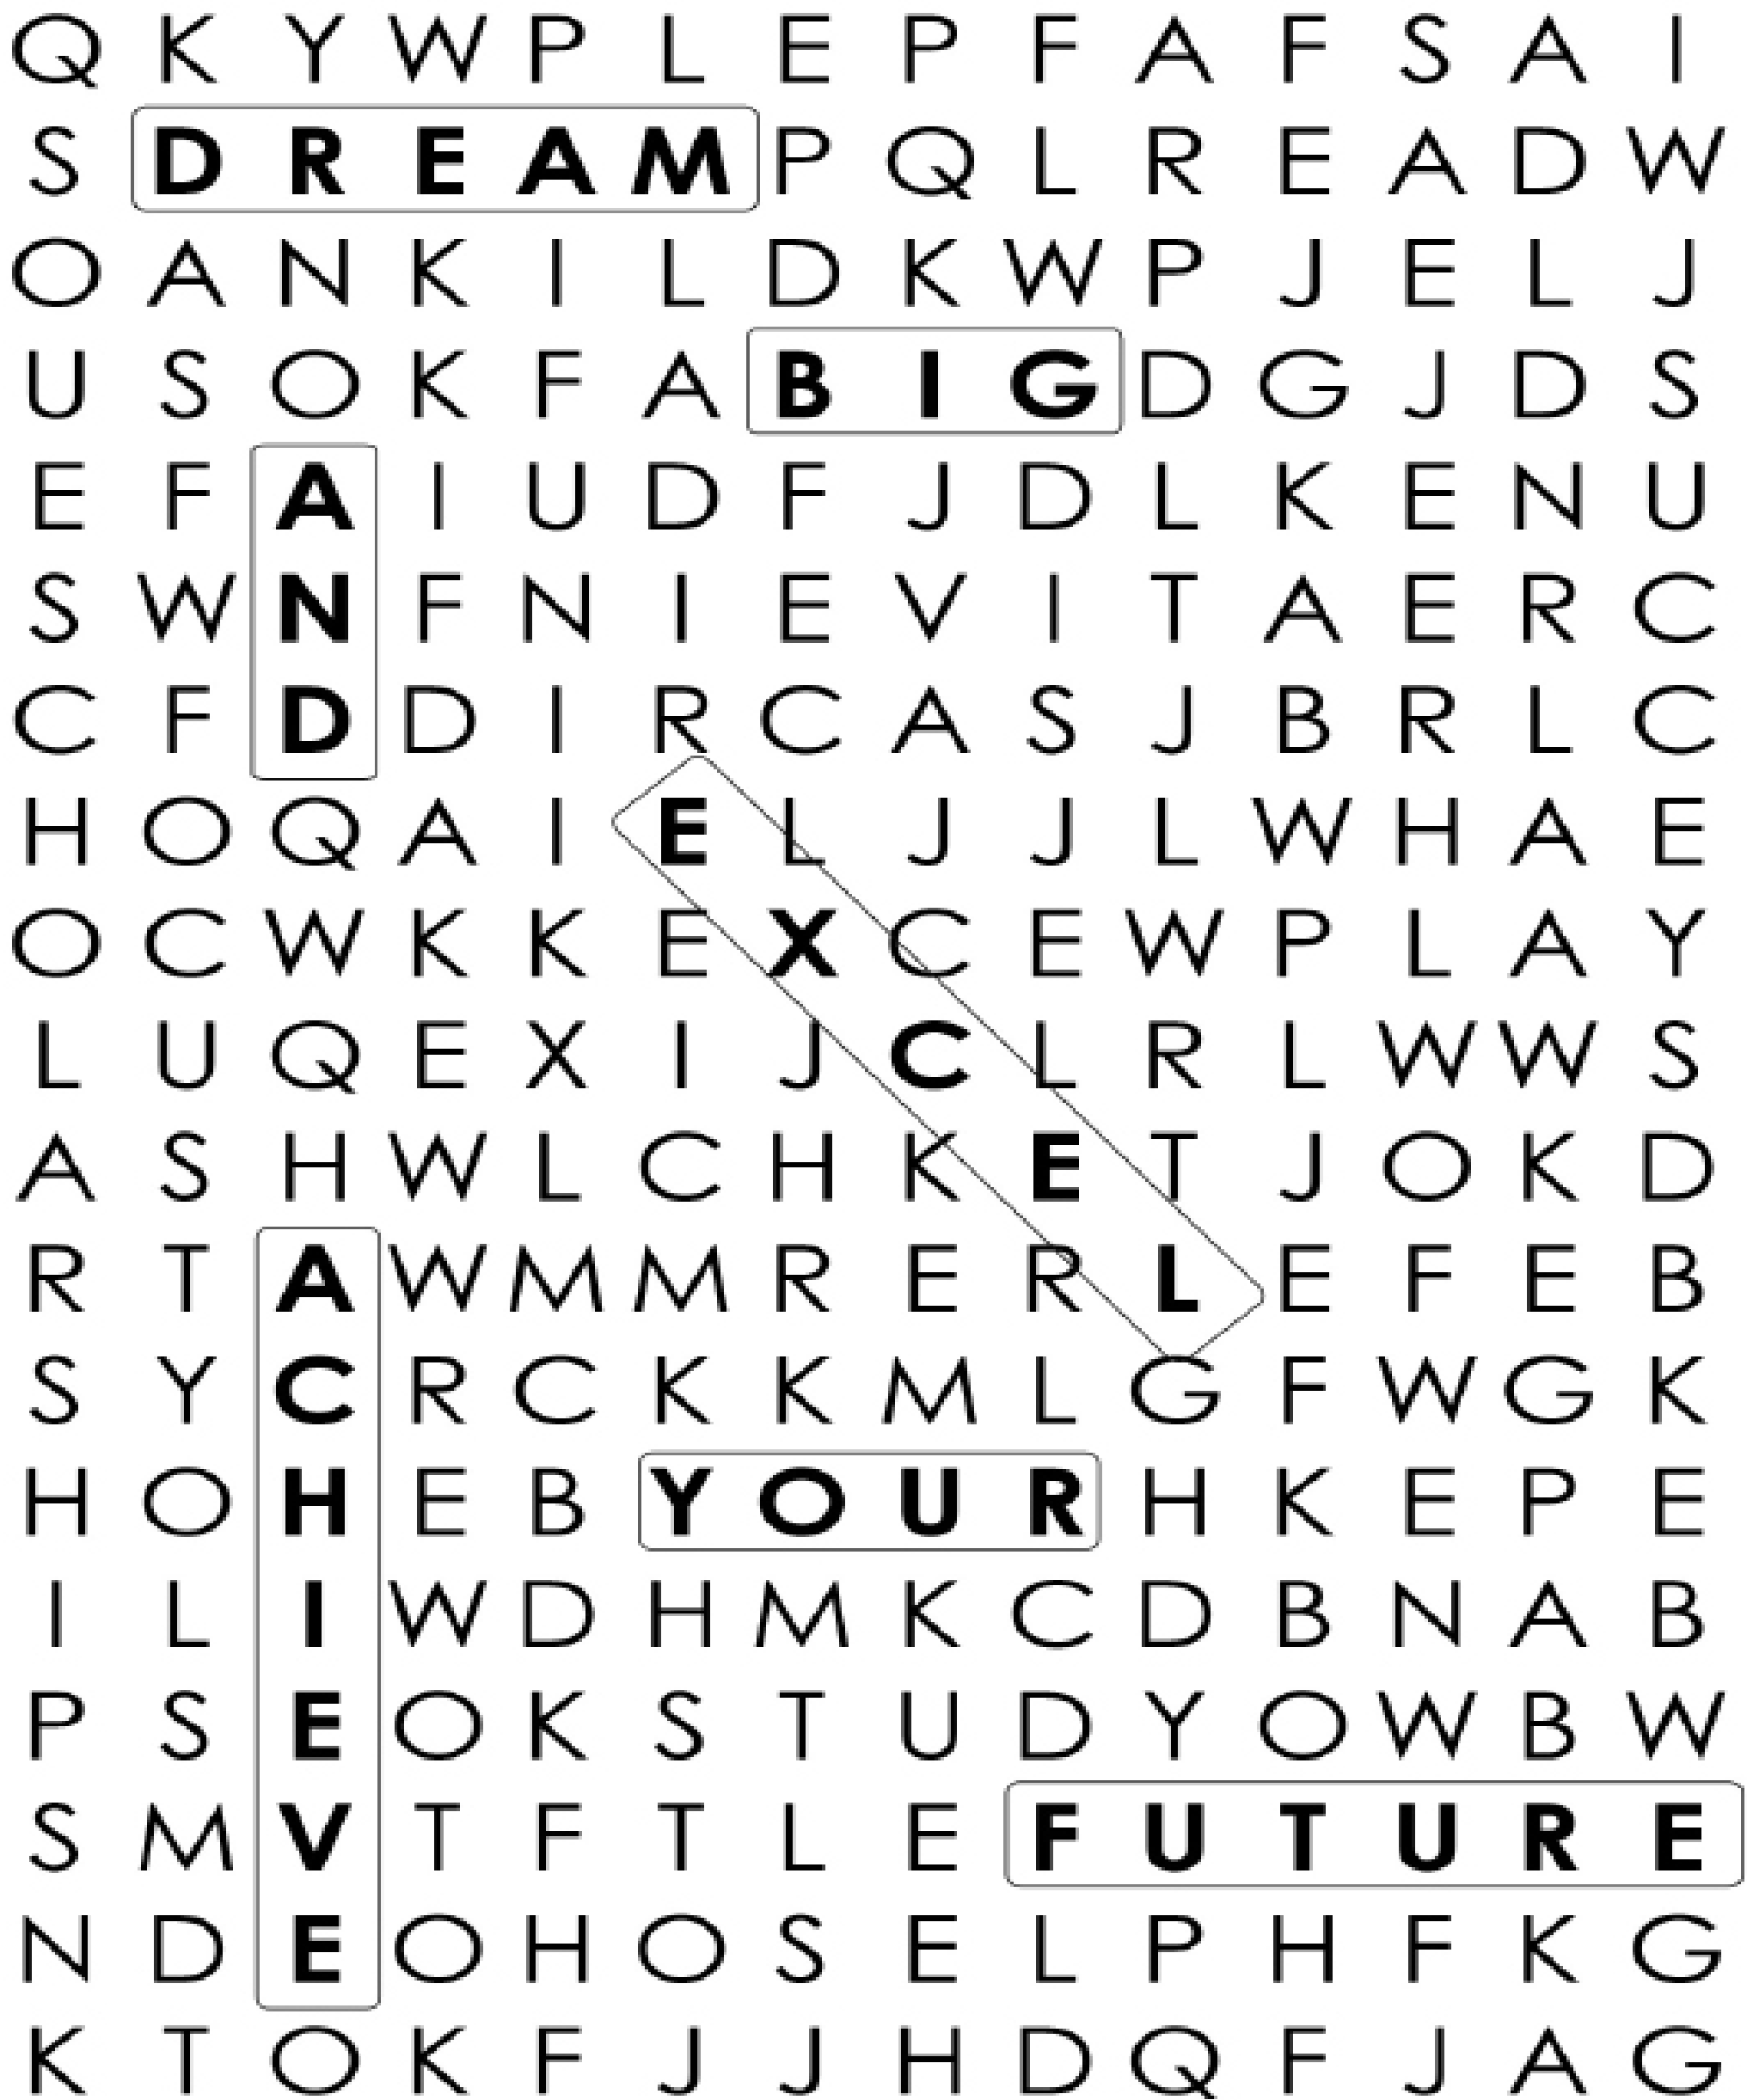 Q K Y W P L E P F A F S A I
S D R E A M P Q L R E A D W
O A N K I L D K W P J E L J
U S O K F A B I G D G J D S
E F A I U D F J D L K E N U
S W N F N I E V I T A E R C
C F D D I R C A S J B R L C
H O Q A I E L J J L W H A E
O C W K K E X C E W P L A Y
L U Q E X I J C L R L W W S
A S H W L C H K E T J O K D
R T A W M M R E R L E F E B
S Y C R C K K M L G F W G K
H O H E B Y O U R H K E P E
I L I W D H M K C D B N A B
P S E O K S T U D Y O W B W
S M V T F T L E F U T U R E
N D E O H O S E L P H F K G
K T O K F J J H D Q F J A G